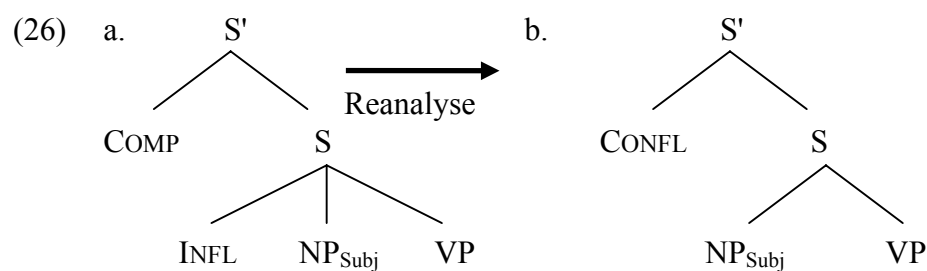 (26) a. S' b. S'
Reanalyse
COMP S CONFL S
INFL NP_Subj VP NP_Subj VP